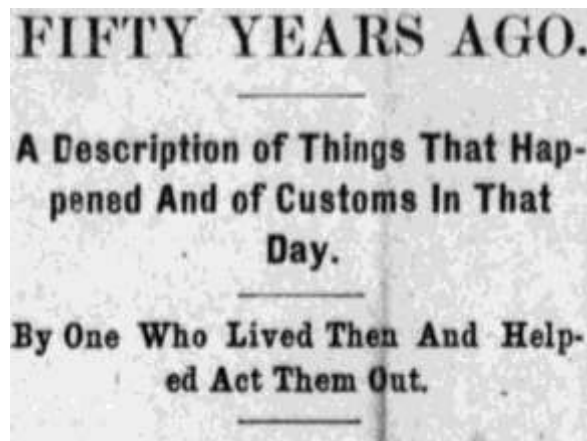 FIFTY YEARS AGO.
A Description of Things That Hap-
pened And of Customs In That
Day.
By One Who Lived Then And Help-
ed Act Them Out.